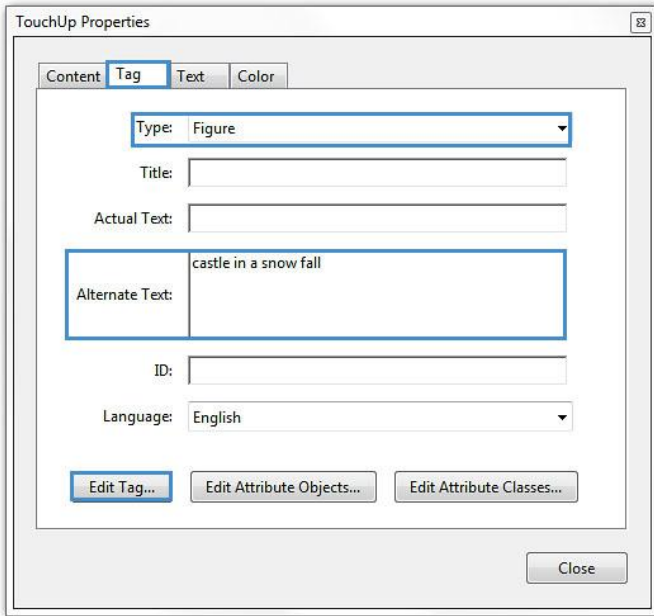 TouchUp Properties
Content Tag Text Color
Type: Figure
Title:
Actual Text:
Alternate Text: castle in a snow fall
ID:
Language: English
Edit Tag... Edit Attribute Objects... Edit Attribute Classes...
Close